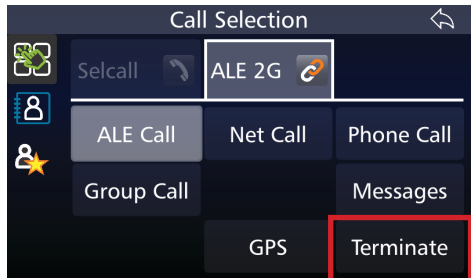 Call Selection
Selcall ALE 2G
ALE Call Net Call Phone Call
Group Call Messages
GPS Terminate